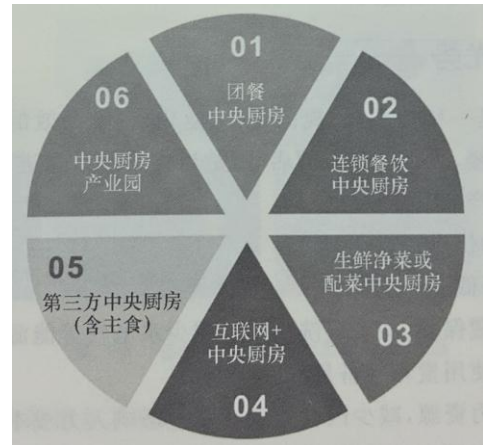 01
团餐
中央厨房
02
连锁餐饮
中央厨房
生鲜净菜或
配菜中央厨房
03
互联网+
中央厨房
04
05
第三方中央厨房
(含主食)
06
中央厨房
产业园